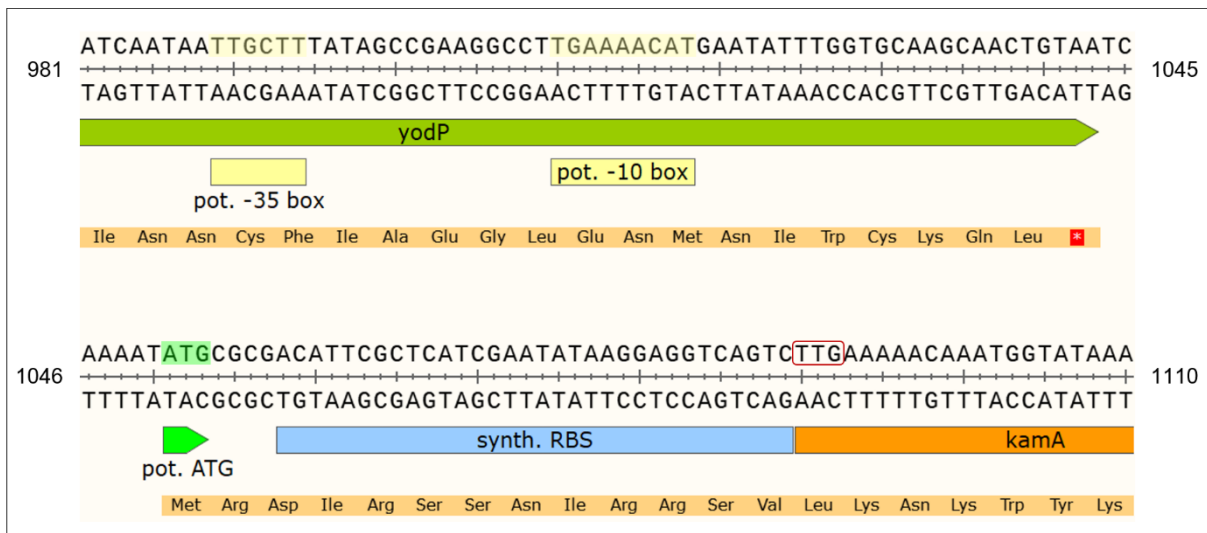 ATCAATAATTGCTTTATAGCCGAAGGCCTTGAAAACATGAATATTTGGTGCAAGCAACTGTAATC
981 1045
TAGTTATTAACGAAATATCGGCTTCCGGAACTTTTGTACTTATAAACCACGTTCGTTGACATTAG
yodP
pot. -10 box
pot. -35 box
Ile Asn Asn Cys Phe Ile Ala Glu Gly Leu Glu Asn Met Asn Ile Trp Cys Lys Gln Leu *
AAAATATGCGCGACATTCGCTCATCGAATATAAGGAGGTCAGTCTTGAAAAACAAATGGTATAAA
1046 1110
TTTTATACGCGCTGTAAGCGAGTAGCTTATATTCCTCCAGTCAGAACTTTTTGTTTACCATATTT
synth. RBS kamA
pot. ATG
Met Arg Asp Ile Arg Ser Ser Asn Ile Arg Arg Ser Val Leu Lys Asn Lys Trp Tyr Lys